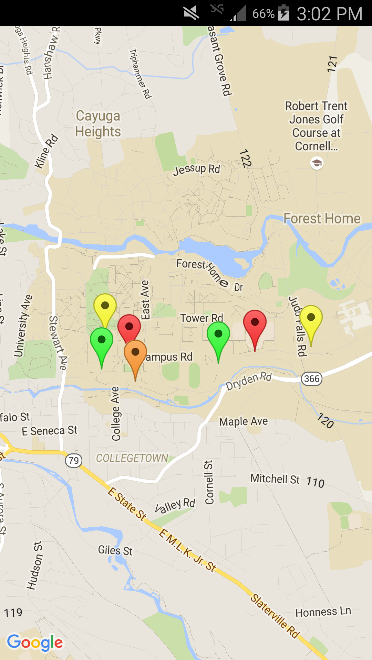 66% 3:02 PM
Hanshaw R
Triphammer Rd
easant Grove Rd
121
uga Heights Rd
Cayuga
Heights
Robert Trent
Jones Golf
Course at
Cornell...
Kline Rd
122
Jessup Rd
Forest Home
Forest Home Dr
University Ave
Stewart Ave
East Ave
Tower Rd
Judd Falls Rd
ampus Rd
Dryden Rd
366
College Ave
120
Maple Ave
falo St
E Seneca St
COLLEGETOWN
79
Cornell St
Mitchell St
110
E State St
Valley Rd
Giles St
E M.L.K. Jr. St
Hudson St
Slaterville Rd
Honness Ln
119
Google